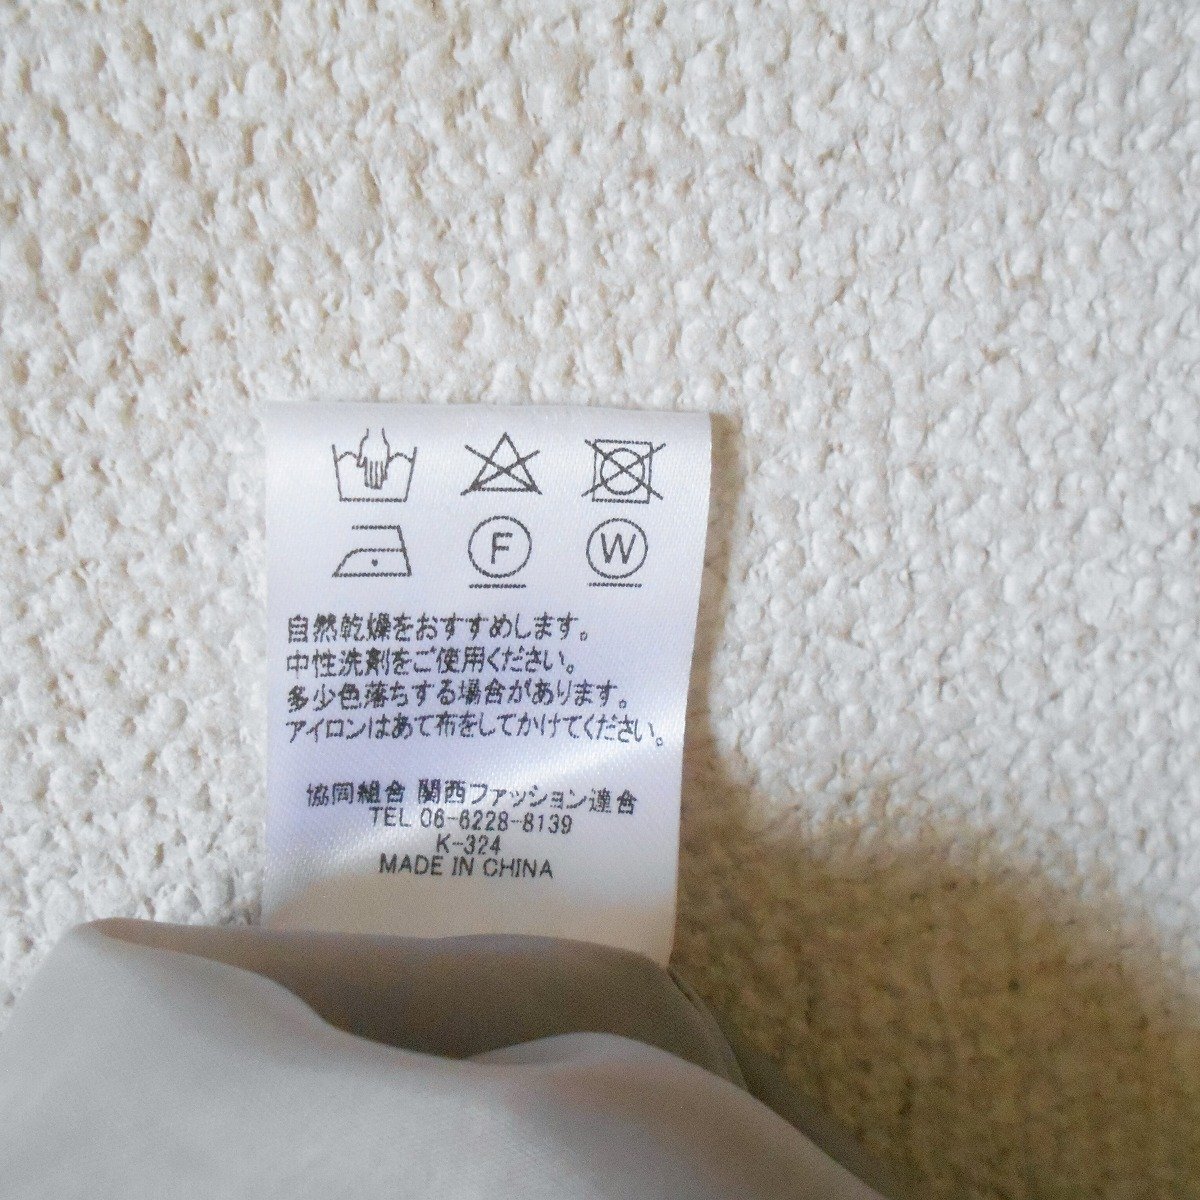 F W
自然乾燥をおすすめします。
中性洗剤をご使用ください。
多少色落ちする場合があります。
アイロンはあて布をしてかけてください。
協同組合 関西ファッション連合
TEL 06-6228-8139
K-324
MADE IN CHINA